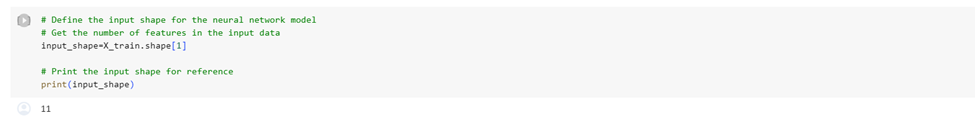 # Define the input shape for the neural network model
# Get the number of features in the input data
input_shape=X_train.shape[1]
# Print the input shape for reference
print(input_shape)
11